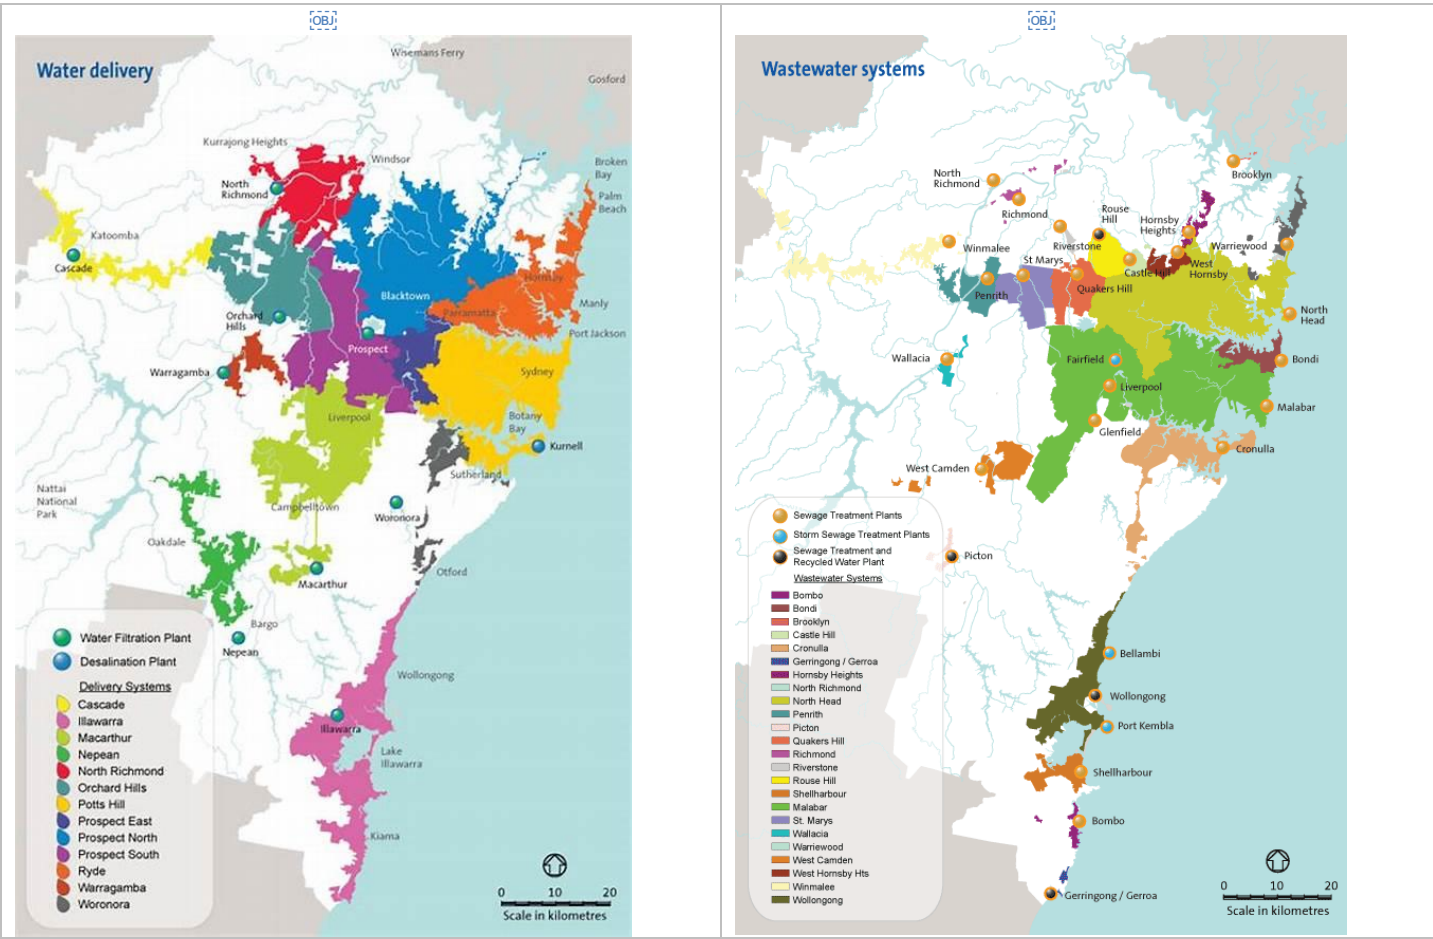 OBJ
Water delivery
Wisemans Ferry
Gosford
Kurrajong Heights
Windsor
Broken
Bay
North
Richmond
Palm
Beach
Katoomba
Cascade
Hornsby
Blacktown
Manly
Orchard
Hills
Parramatta
Port Jackson
Prospect
Warragamba
Sydney
Liverpool
Botany
Bay
Kurnell
Sutherland
Nattai
National
Park
Campbelltown
Woronora
Oakdale
Otford
Macarthur
Bargo
Nepean
Water Filtration Plant
Desalination Plant
Delivery Systems
Cascade
Illawarra
Macarthur
Nepean
North Richmond
Orchard Hills
Potts Hill
Prospect East
Prospect North
Prospect South
Ryde
Warragamba
Woronora
Wollongong
Illawarra
Lake
Illawarra
Kiama
0 10 20
Scale in kilometres
OBJ
Wastewater systems
Brooklyn
North
Richmond
Richmond
Rouse
Hill
Hornsby
Heights
Riverstone
Warriewood
Winmalee
St Marys
Castle Hill
West
Hornsby
Penrith
Quakers Hill
North
Head
Wallacia
Fairfield
Bondi
Liverpool
Malabar
Glenfield
Cronulla
West Camden
Sewage Treatment Plants
Storm Sewage Treatment Plants
Sewage Treatment and
Recycled Water Plant
Picton
Wastewater Systems
Bombo
Bondi
Brooklyn
Castle Hill
Cronulla
Gerringong / Gerroa
Hornsby Heights
North Richmond
North Head
Penrith
Picton
Quakers Hill
Richmond
Riverstone
Rouse Hill
Shellharbour
Malabar
St. Marys
Wallacia
Warriewood
West Camden
West Hornsby Hts
Winmalee
Wollongong
Bellambi
Wollongong
Port Kembla
Shellharbour
Bombo
Gerringong / Gerroa
0 10 20
Scale in kilometres